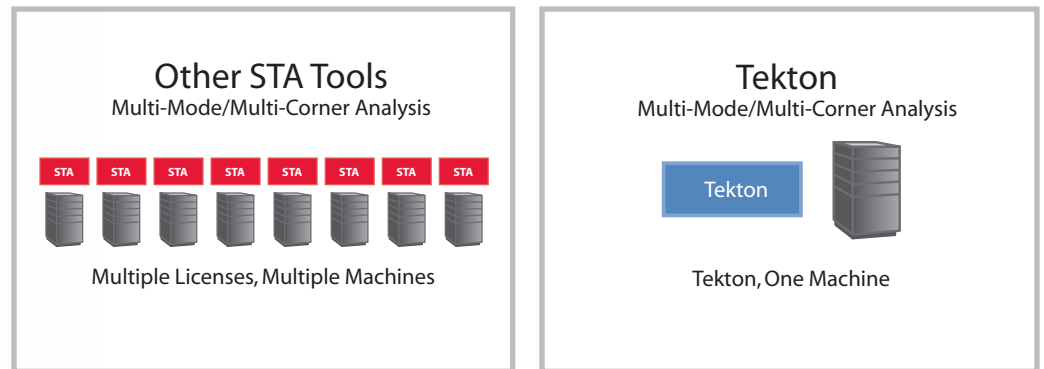 Other STA Tools
Multi-Mode/Multi-Corner Analysis
STA STA STA STA STA STA STA STA
Multiple Licenses, Multiple Machines
Tekton
Multi-Mode/Multi-Corner Analysis
Tekton
Tekton, One Machine